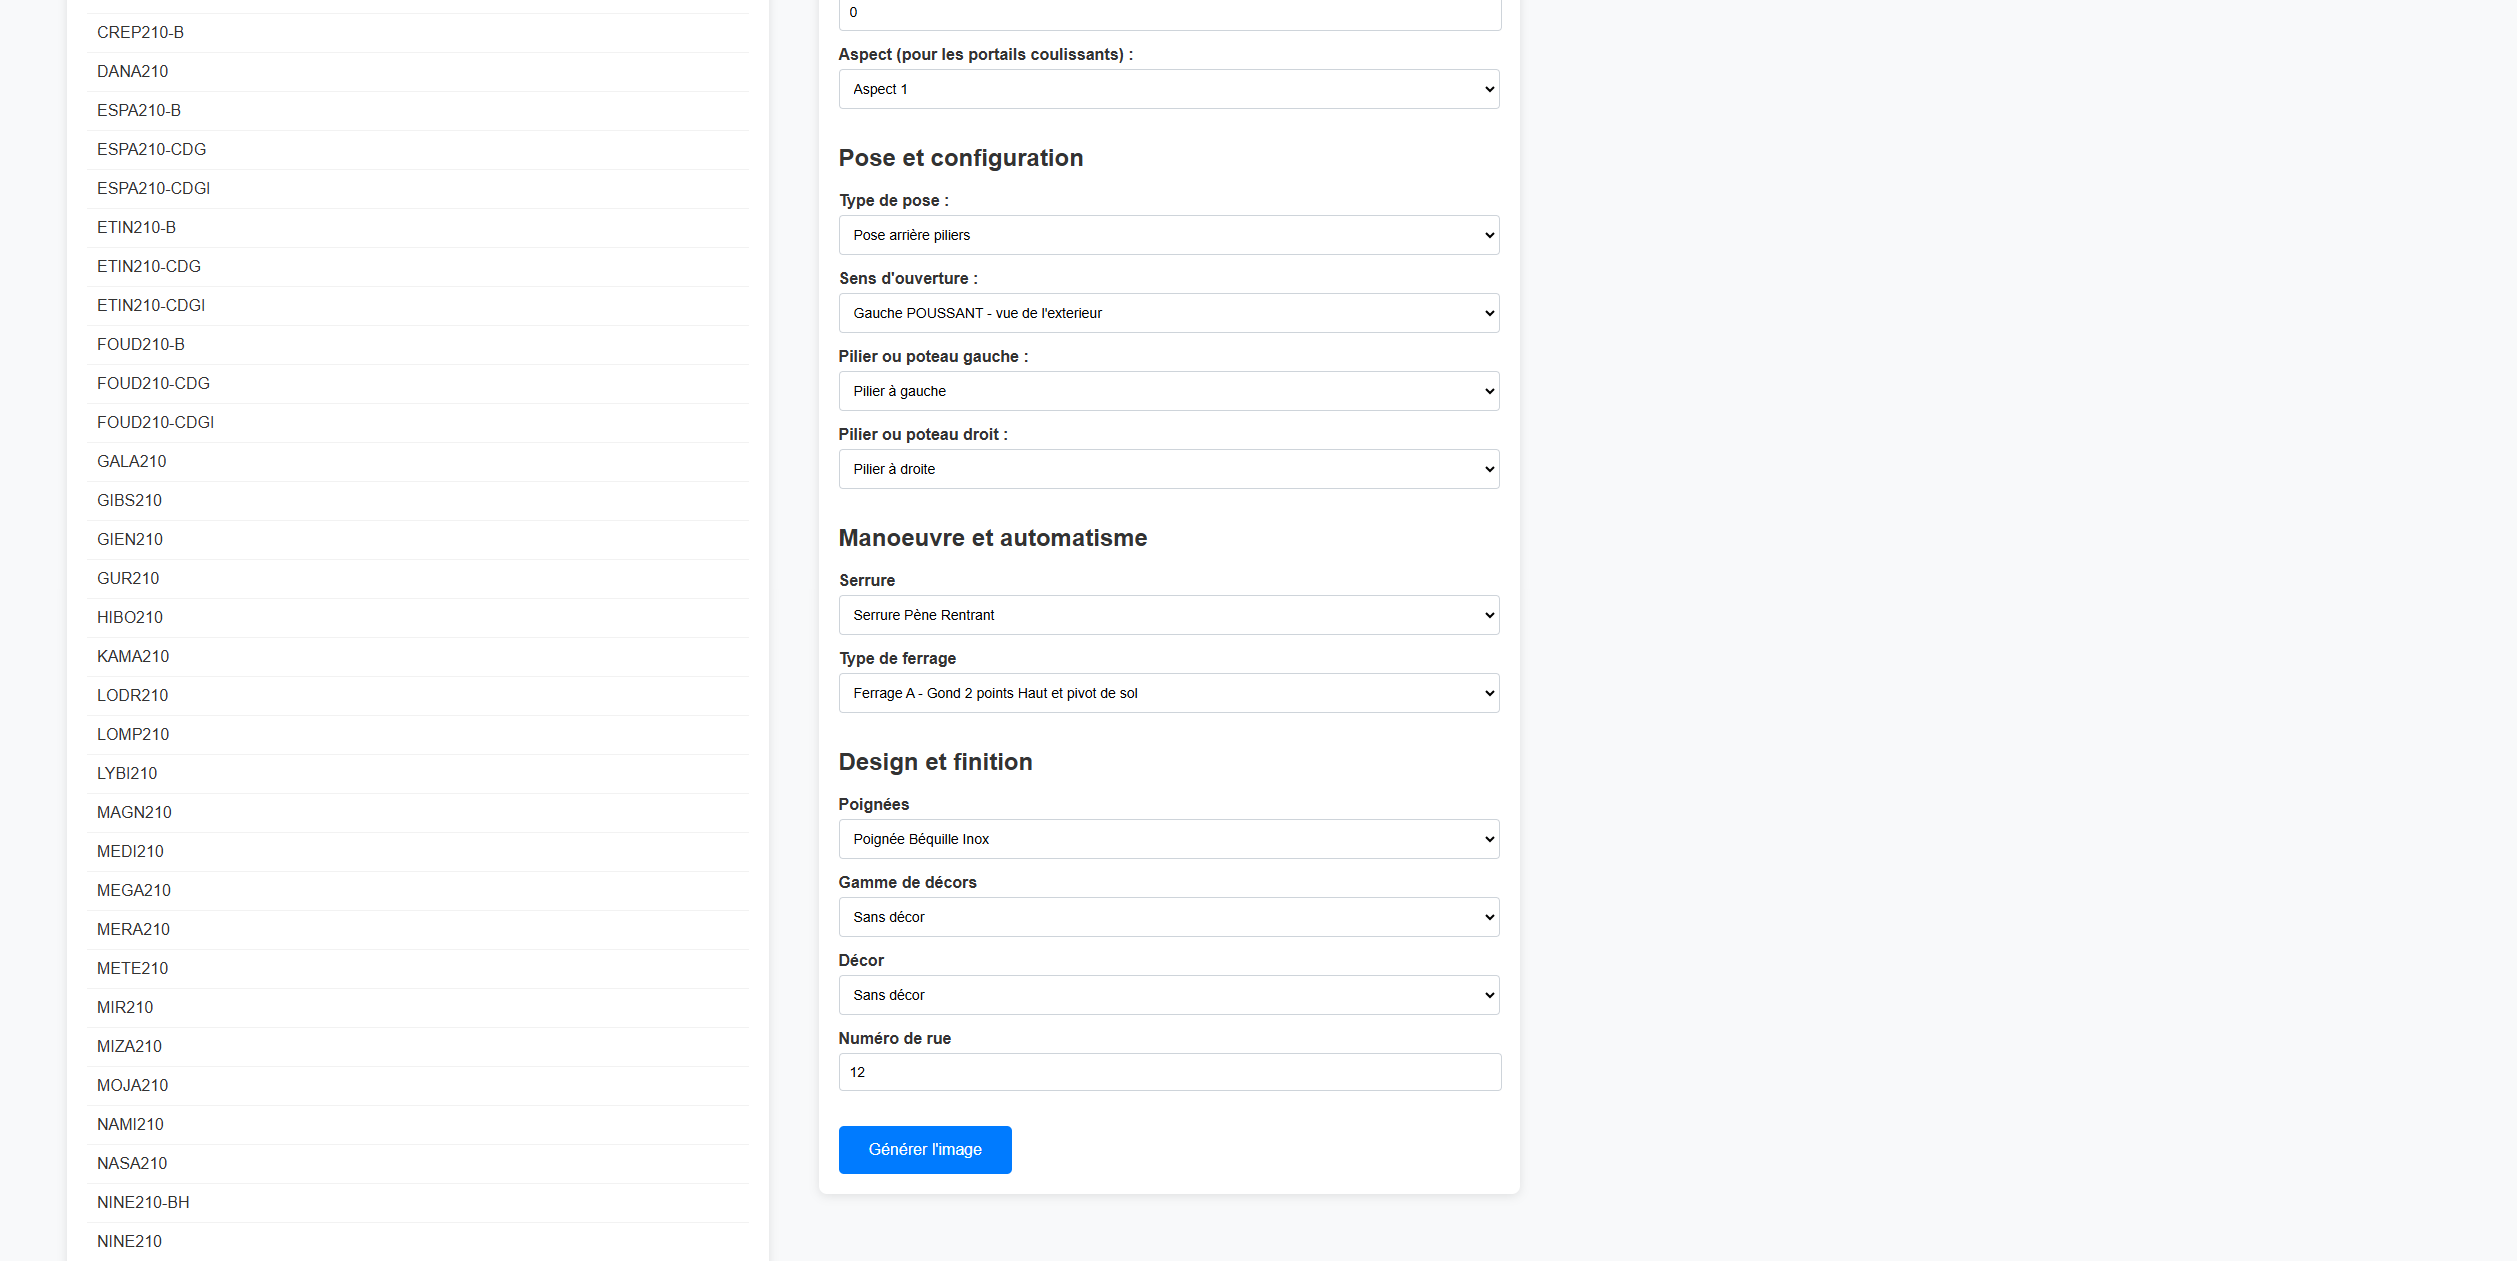 CREP210-B
DANA210
ESPA210-B
ESPA210-CDG
ESPA210-CDGI
ETIN210-B
ETIN210-CDG
ETIN210-CDGI
FOUD210-B
FOUD210-CDG
FOUD210-CDGI
GALA210
GIBS210
GIEN210
GUR210
HIBO210
KAMA210
LODR210
LOMP210
LYBI210
MAGN210
MEDI210
MEGA210
MERA210
METE210
MIR210
MIZA210
MOJA210
NAMI210
NASA210
NINE210-BH
NINE210
0
Aspect (pour les portails coulissants) :
Aspect 1
Pose et configuration
Type de pose :
Pose arrière piliers
Sens d'ouverture :
Gauche POUSSANT - vue de l'exterieur
Pilier ou poteau gauche :
Pilier à gauche
Pilier ou poteau droit :
Pilier à droite
Manoeuvre et automatisme
Serrure
Serrure Pène Rentrant
Type de ferrage
Ferrage A - Gond 2 points Haut et pivot de sol
Design et finition
Poignées
Poignée Béquille Inox
Gamme de décors
Sans décor
Décor
Sans décor
Numéro de rue
12
Générer l'image